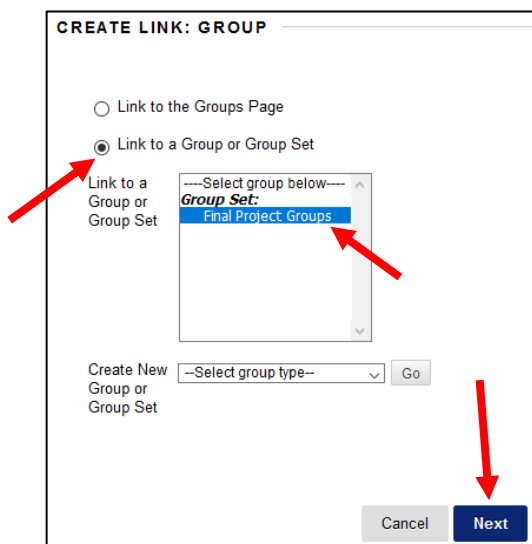 CREATE LINK: GROUP
Link to the Groups Page
Link to a Group or Group Set
Link to a
Group or
Group Set
----Select group below----
Group Set:
Final Project Groups
Create New
Group or
Group Set
--Select group type--
Go
Cancel
Next